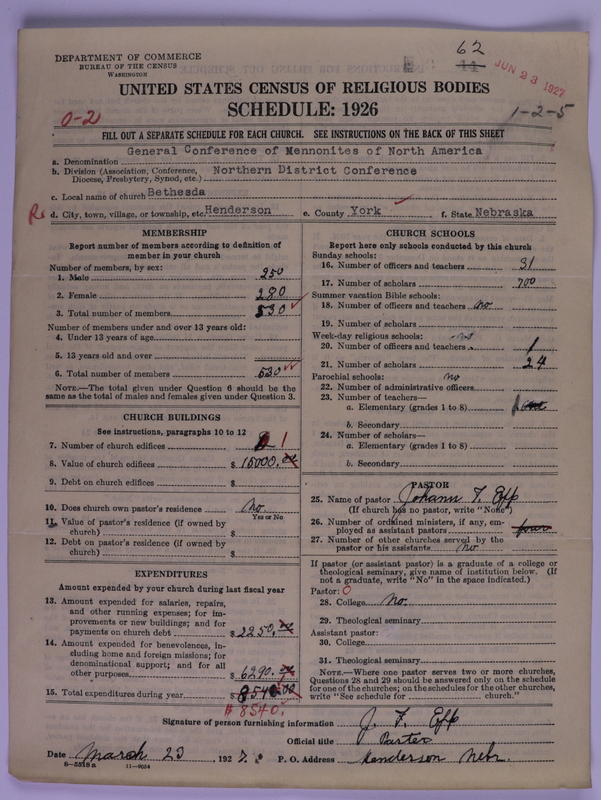 DEPARTMENT OF COMMERCE
BUREAU OF THE CENSUS
WASHINGTON
62
11
JUN 23 1927
UNITED STATES CENSUS OF RELIGIOUS BODIES
SCHEDULE: 1926
0-2
1-2-5
FILL OUT A SEPARATE SCHEDULE FOR EACH CHURCH. SEE INSTRUCTIONS ON THE BACK OF THIS SHEET
General Conference of Mennonites of North America
a. Denomination
b. Division (Association, Conference, Northern District Conference
Diocese, Presbytery, Synod, etc.)
c. Local name of church Bethesda
d. City, town, village, or township, etc. Henderson e. County York f. State Nebraska
MEMBERSHIP
Report number of members according to definition of
member in your church
Number of members, by sex:
1. Male 250
2. Female 280
3. Total number of members 530
Number of members under and over 13 years old:
4. Under 13 years of age
5. 13 years old and over
6. Total number of members 530
NOTE.—The total given under Question 6 should be the
same as the total of males and females given under Question 3.
CHURCH BUILDINGS
See instructions, paragraphs 10 to 12
7. Number of church edifices 1
8. Value of church edifices $ 15000.
9. Debt on church edifices $
10. Does church own pastor's residence? No.
Yes or No
11. Value of pastor's residence (if owned by
church) $
12. Debt on pastor's residence (if owned by
church) $
EXPENDITURES
Amount expended by your church during last fiscal year
13. Amount expended for salaries, repairs,
and other running expenses; for im-
provements or new buildings; and for
payments on church debt $ 2250.
14. Amount expended for benevolences, in-
cluding home and foreign missions; for
denominational support; and for all
other purposes $ 6290.
15. Total expenditures during year $ 8540.00
$ 8540.
CHURCH SCHOOLS
Report here only schools conducted by this church
Sunday schools:
16. Number of officers and teachers 31
17. Number of scholars 700
Summer vacation Bible schools:
18. Number of officers and teachers no
19. Number of scholars
Week-day religious schools: no
20. Number of officers and teachers 1
21. Number of scholars 24
Parochial schools: no
22. Number of administrative officers
23. Number of teachers—
a. Elementary (grades 1 to 8)
b. Secondary
24. Number of scholars—
a. Elementary (grades 1 to 8)
b. Secondary
PASTOR
25. Name of pastor Johann F. Epp
(If church has no pastor, write "None")
26. Number of ordained ministers, if any, em-
ployed as assistant pastors four
27. Number of other churches served by the
pastor or his assistants no
If pastor (or assistant pastor) is a graduate of a college or
theological seminary, give name of institution below. (If
not a graduate, write "No" in the space indicated.)
Pastor: O
28. College no.
29. Theological seminary
Assistant pastor:
30. College
31. Theological seminary
NOTE.—Where one pastor serves two or more churches,
Questions 28 and 29 should be answered only on the schedule
for one of the churches; on the schedules for the other churches,
write "See schedule for church."
Signature of person furnishing information J. F. Epp
Official title Paster
Date March 23, 1927. P. O. Address Henderson Nebr.
8-5518a 11-9054